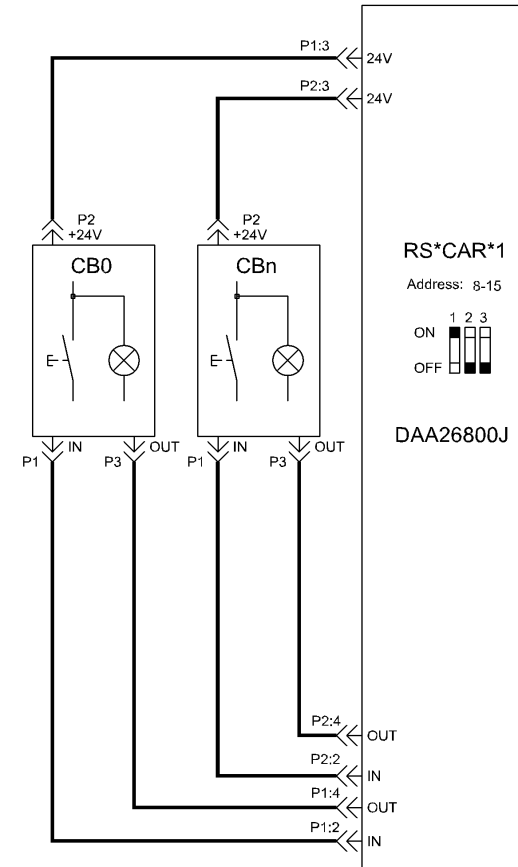 P1:3
24V
P2:3
24V
P2
+24V
P2
+24V
CB0
CBn
RS*CAR*1
Address: 8-15
1 2 3
ON
OFF
DAA26800J
P1
IN
P3
OUT
P1
IN
P3
OUT
P2:4
OUT
P2:2
IN
P1:4
OUT
P1:2
IN